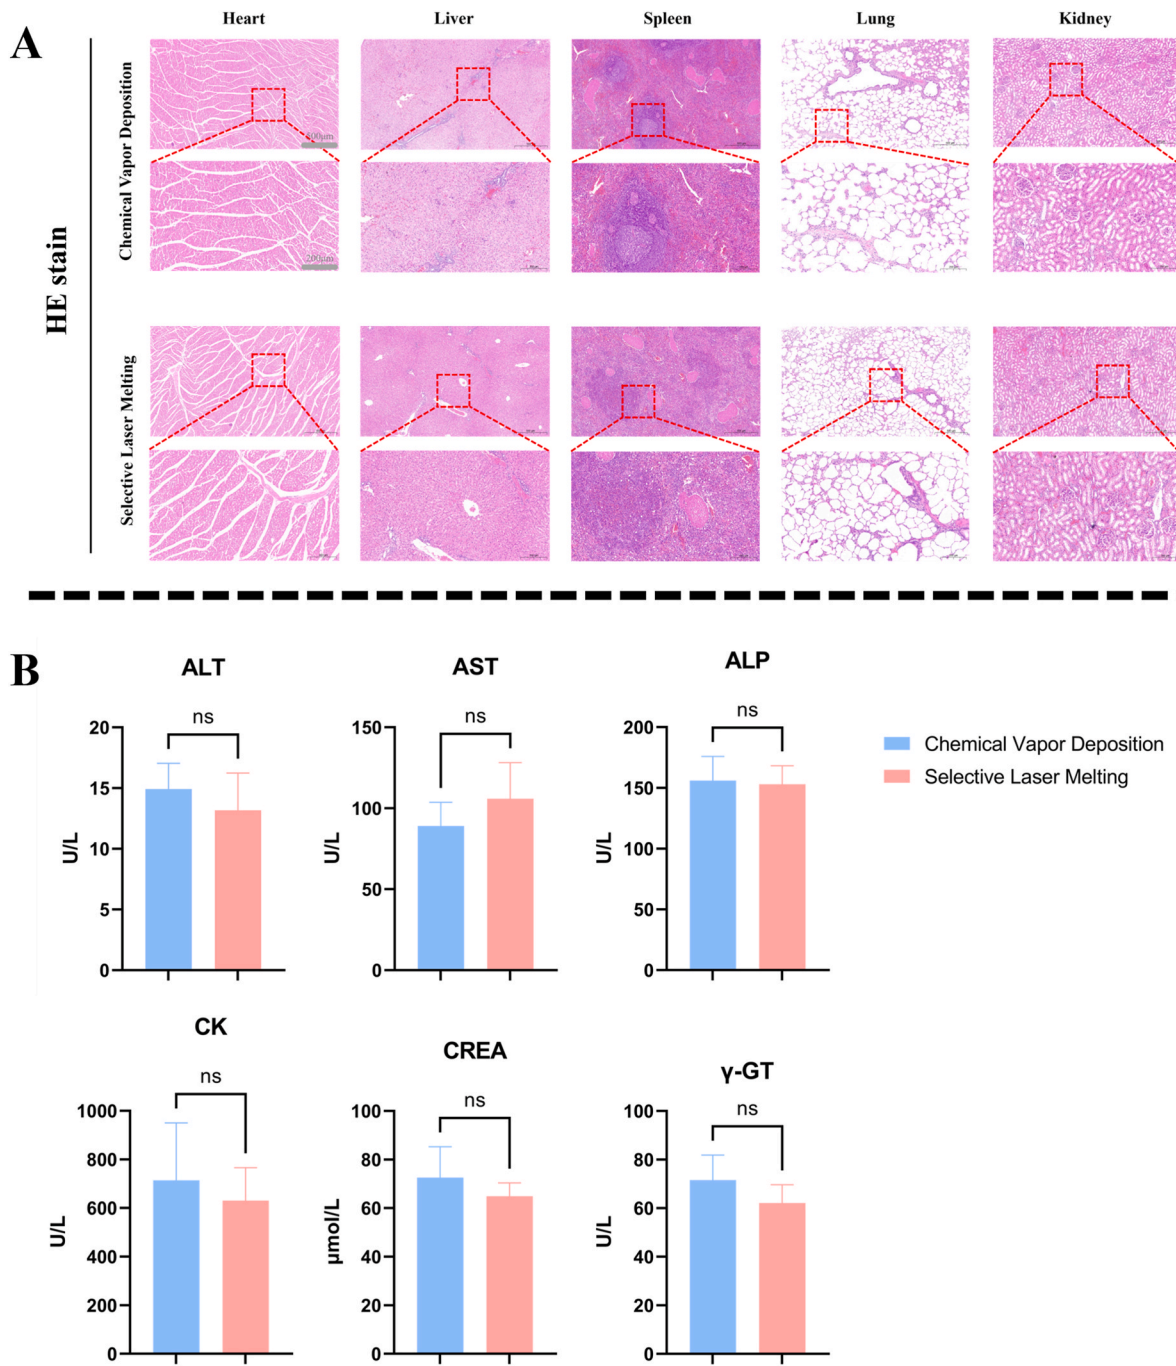 A
Heart
Liver
Spleen
Lung
Kidney
HE stain
Chemical Vapor Deposition
500μm
200μm
Selective Laser Melting
B
ALT
ns
20
15
10
5
0
U/L
AST
ns
150
100
50
0
U/L
ALP
ns
200
150
100
50
0
U/L
Chemical Vapor Deposition
Selective Laser Melting
CK
ns
1000
800
600
400
200
0
U/L
CREA
ns
100
80
60
40
20
0
μmol/L
γ-GT
ns
100
80
60
40
20
0
U/L